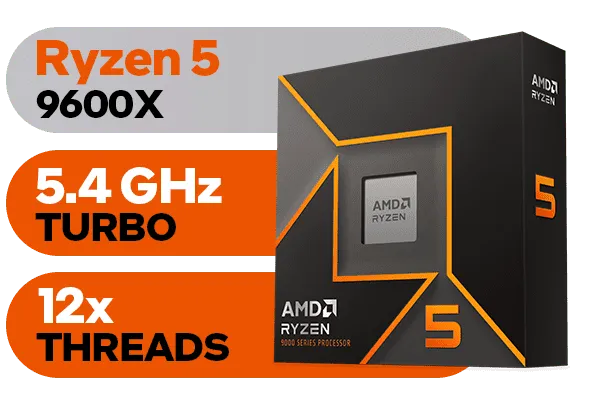 Ryzen 5
9600X
5.4 GHz
TURBO
12x
THREADS
AMD
RYZEN
AMD
RYZEN
5
AMD
RYZEN
9000 SERIES PROCESSOR
5